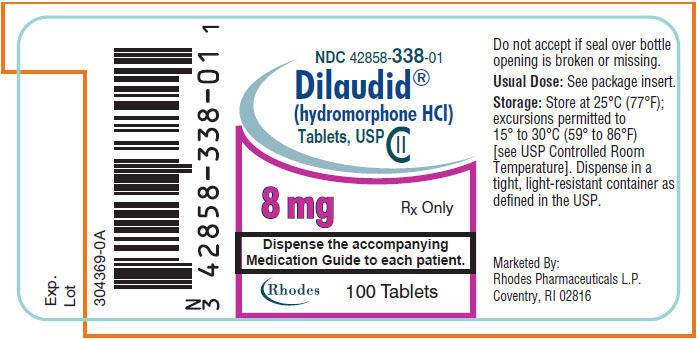 Exp.
Lot
304369-0A
N
3 42858-338-01 1
NDC 42858-338-01
Dilaudid®
(hydromorphone HCl)
Tablets, USP CII
8 mg
Rx Only
Dispense the accompanying
Medication Guide to each patient.
Rhodes
100 Tablets
Do not accept if seal over bottle
opening is broken or missing.
Usual Dose: See package insert.
Storage: Store at 25°C (77°F);
excursions permitted to
15° to 30°C (59° to 86°F)
[see USP Controlled Room
Temperature]. Dispense in a
tight, light-resistant container as
defined in the USP.
Marketed By:
Rhodes Pharmaceuticals L.P.
Coventry, RI 02816